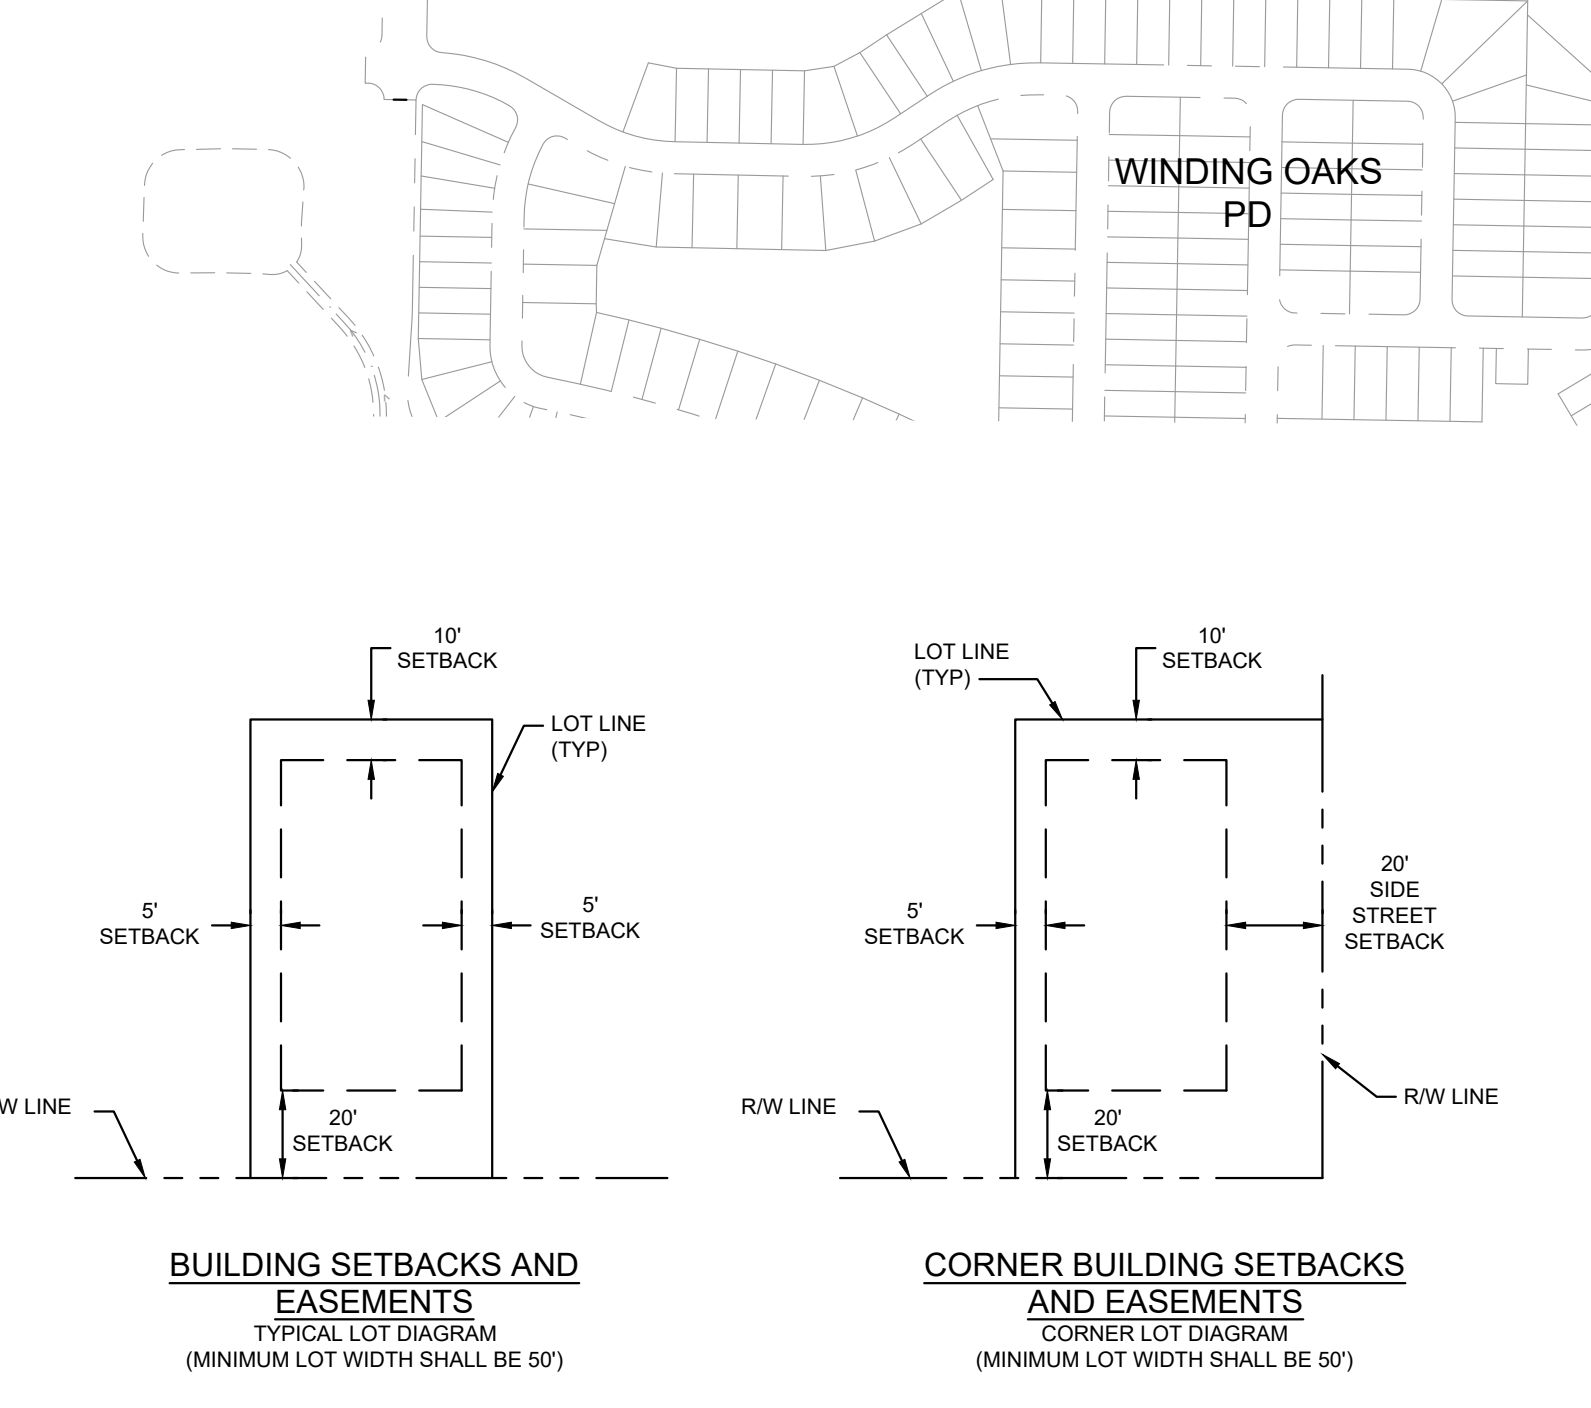 WINDING OAKS
PD
10'
SETBACK
LOT LINE
(TYP)
5'
SETBACK
5'
SETBACK
W LINE
20'
SETBACK
BUILDING SETBACKS AND
EASEMENTS
TYPICAL LOT DIAGRAM
(MINIMUM LOT WIDTH SHALL BE 50')
LOT LINE
(TYP)
10'
SETBACK
5'
SETBACK
20'
SIDE
STREET
SETBACK
R/W LINE
R/W LINE
20'
SETBACK
CORNER BUILDING SETBACKS
AND EASEMENTS
CORNER LOT DIAGRAM
(MINIMUM LOT WIDTH SHALL BE 50')